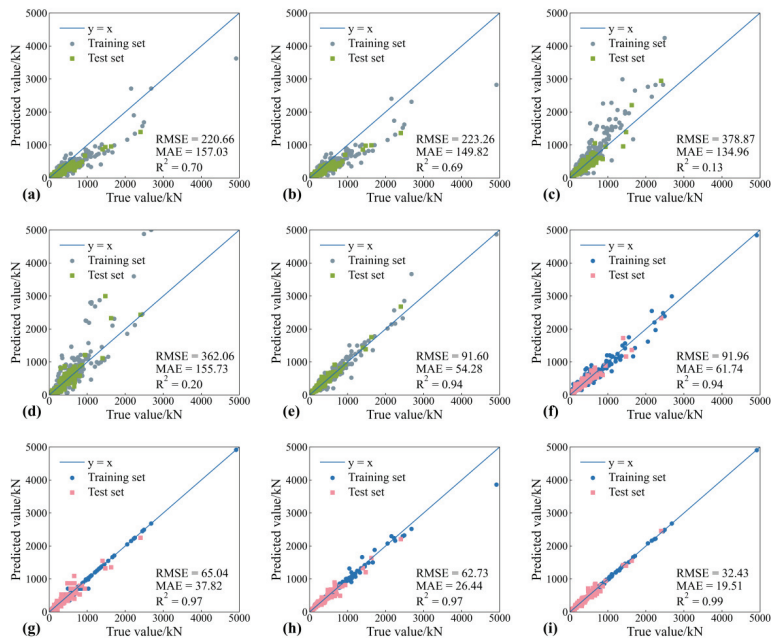 5000
4000
3000
2000
1000
0
Predicted value/kN
y = x
Training set
Test set
RMSE = 220.66
MAE = 157.03
R² = 0.70
0 1000 2000 3000 4000 5000
(a) True value/kN
5000
4000
3000
2000
1000
0
Predicted value/kN
y = x
Training set
Test set
RMSE = 223.26
MAE = 149.82
R² = 0.69
0 1000 2000 3000 4000 5000
(b) True value/kN
5000
4000
3000
2000
1000
0
Predicted value/kN
y = x
Training set
Test set
RMSE = 378.87
MAE = 134.96
R² = 0.13
0 1000 2000 3000 4000 5000
(c) True value/kN
5000
4000
3000
2000
1000
0
Predicted value/kN
y = x
Training set
Test set
RMSE = 362.06
MAE = 155.73
R² = 0.20
0 1000 2000 3000 4000 5000
(d) True value/kN
5000
4000
3000
2000
1000
0
Predicted value/kN
y = x
Training set
Test set
RMSE = 91.60
MAE = 54.28
R² = 0.94
0 1000 2000 3000 4000 5000
(e) True value/kN
5000
4000
3000
2000
1000
0
Predicted value/kN
y = x
Training set
Test set
RMSE = 91.96
MAE = 61.74
R² = 0.94
0 1000 2000 3000 4000 5000
(f) True value/kN
5000
4000
3000
2000
1000
0
Predicted value/kN
y = x
Training set
Test set
RMSE = 65.04
MAE = 37.82
R² = 0.97
0 1000 2000 3000 4000 5000
(g) True value/kN
5000
4000
3000
2000
1000
0
Predicted value/kN
y = x
Training set
Test set
RMSE = 62.73
MAE = 26.44
R² = 0.97
0 1000 2000 3000 4000 5000
(h) True value/kN
5000
4000
3000
2000
1000
0
Predicted value/kN
y = x
Training set
Test set
RMSE = 32.43
MAE = 19.51
R² = 0.99
0 1000 2000 3000 4000 5000
(i) True value/kN